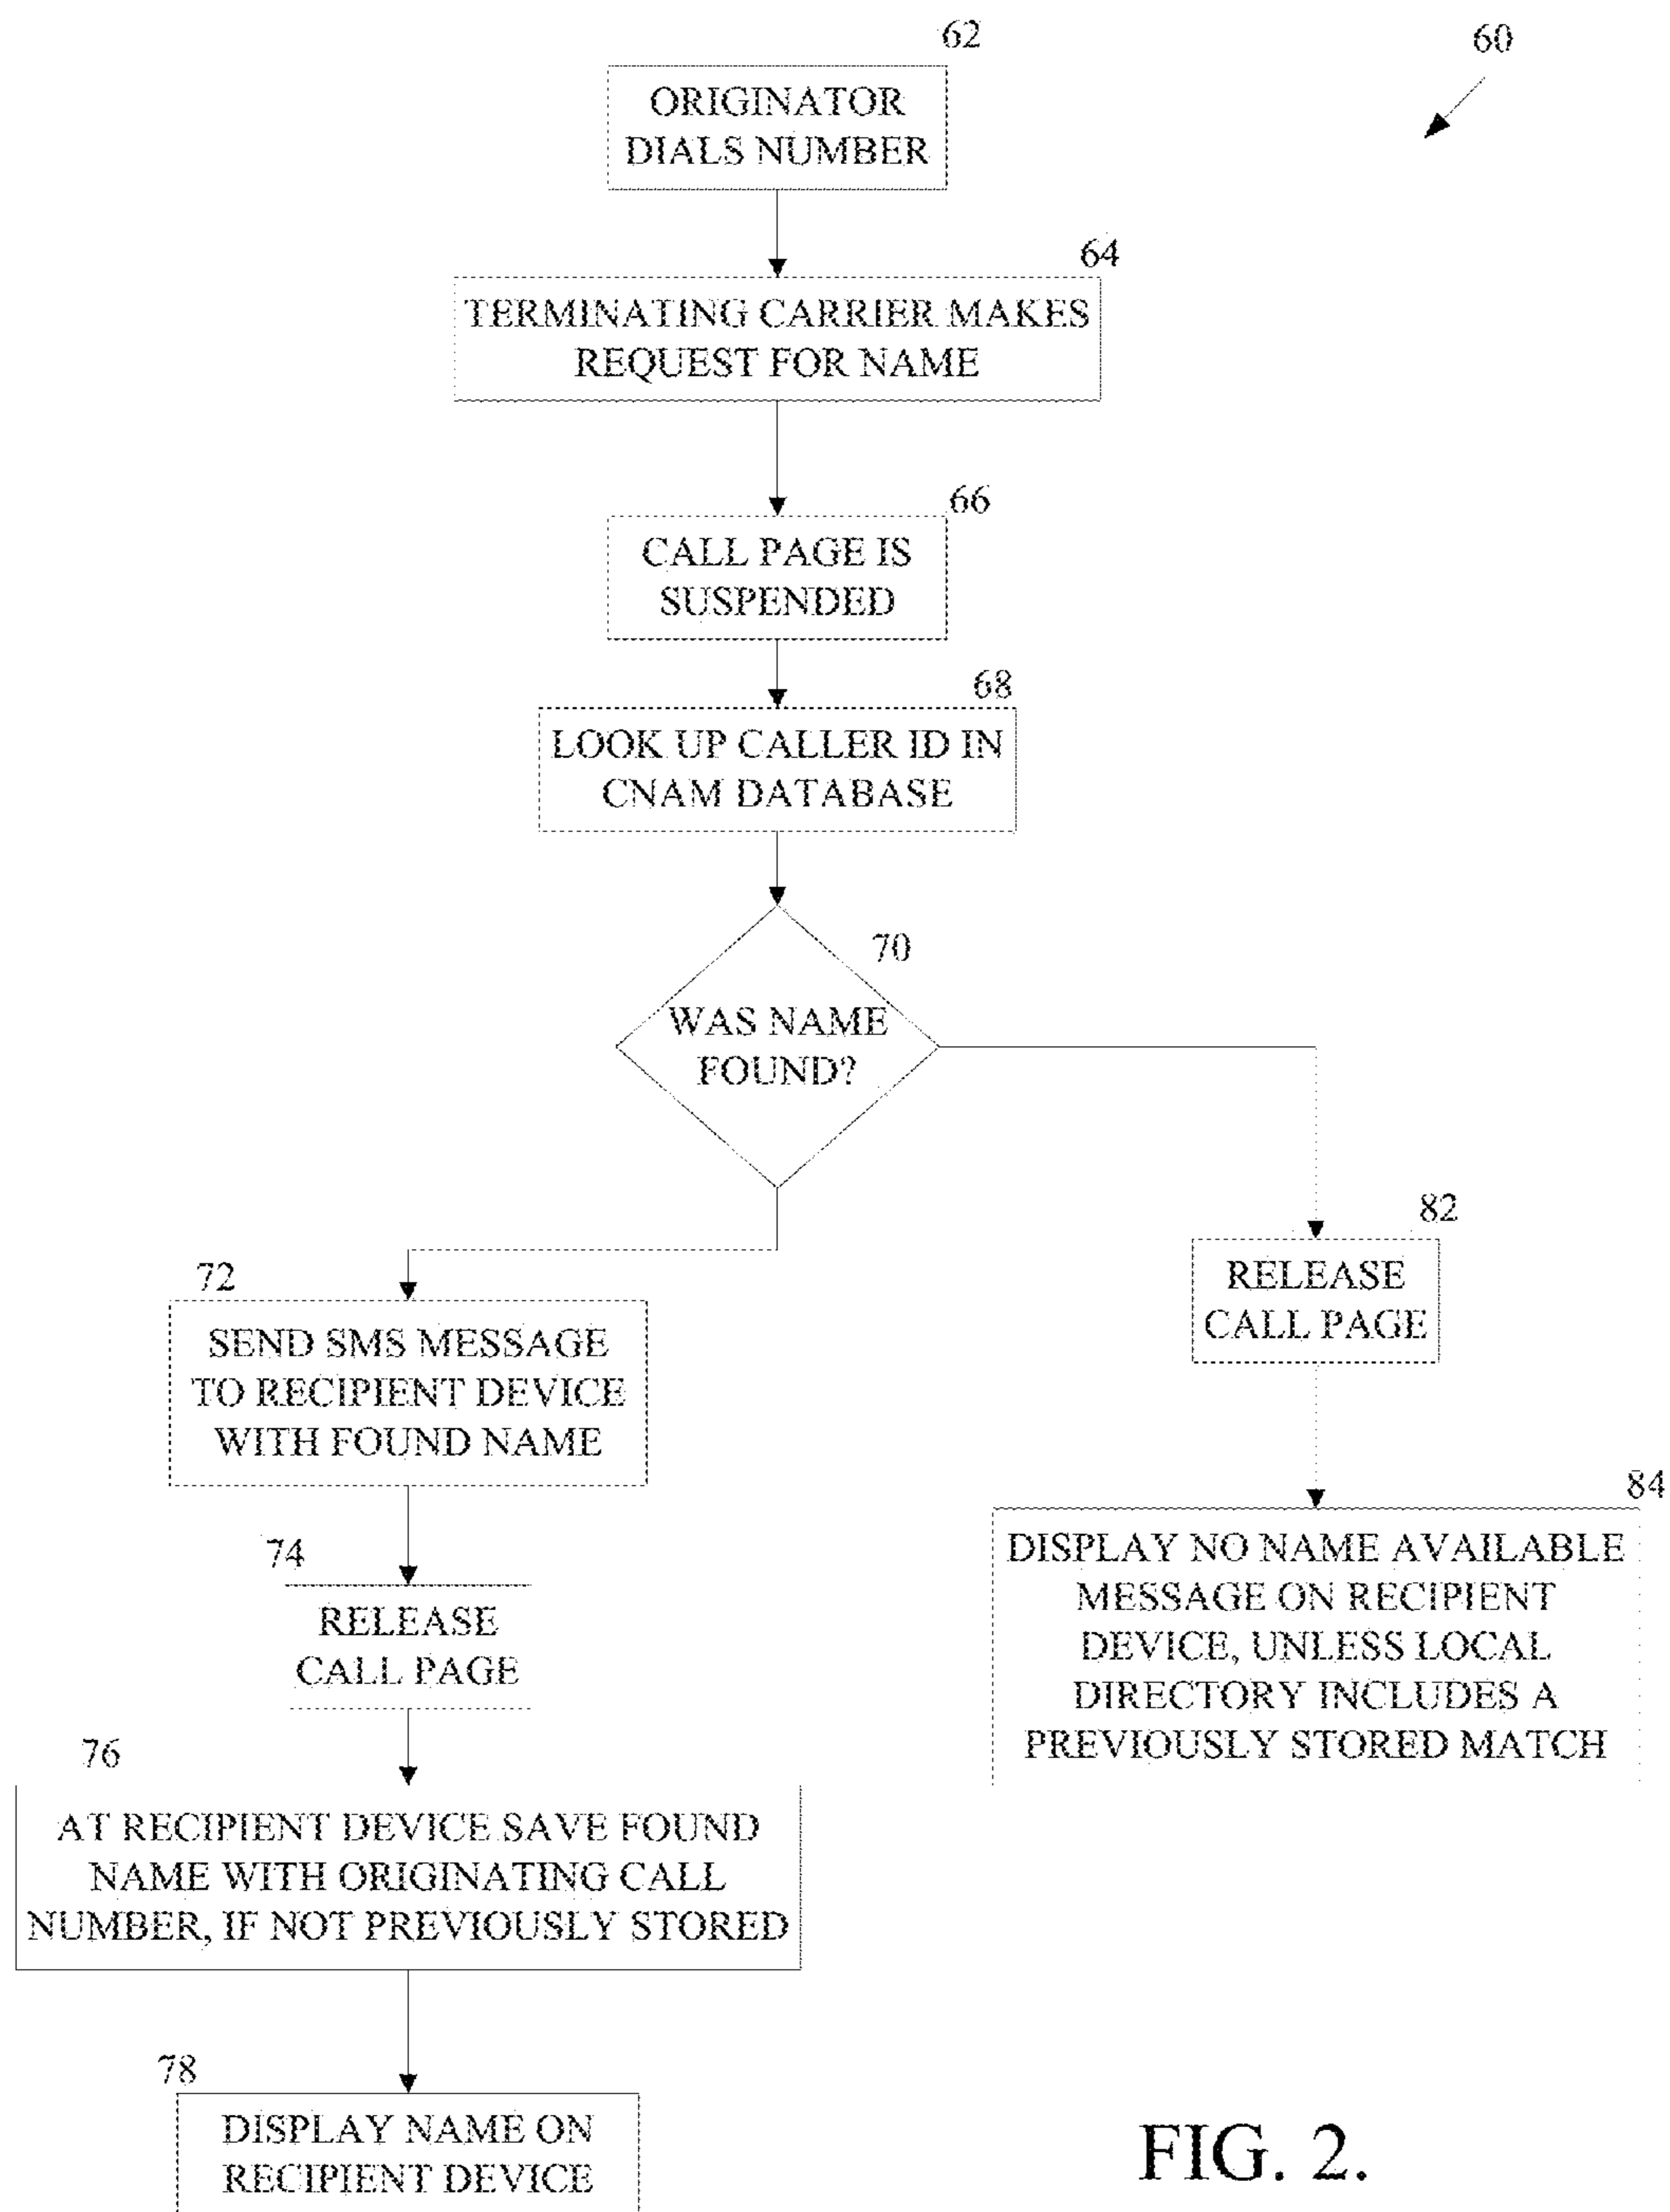 62
60
ORIGINATOR
DIALS NUMBER
64
TERMINATING CARRIER MAKES
REQUEST FOR NAME
66
CALL PAGE IS
SUSPENDED
68
LOOK UP CALLER ID IN
CNAM DATABASE
70
WAS NAME
FOUND?
72
SEND SMS MESSAGE
TO RECIPIENT DEVICE
WITH FOUND NAME
74
RELEASE
CALL PAGE
76
AT RECIPIENT DEVICE SAVE FOUND
NAME WITH ORIGINATING CALL
NUMBER, IF NOT PREVIOUSLY STORED
78
DISPLAY NAME ON
RECIPIENT DEVICE
82
RELEASE
CALL PAGE
84
DISPLAY NO NAME AVAILABLE
MESSAGE ON RECIPIENT
DEVICE, UNLESS LOCAL
DIRECTORY INCLUDES A
PREVIOUSLY STORED MATCH
FIG. 2.